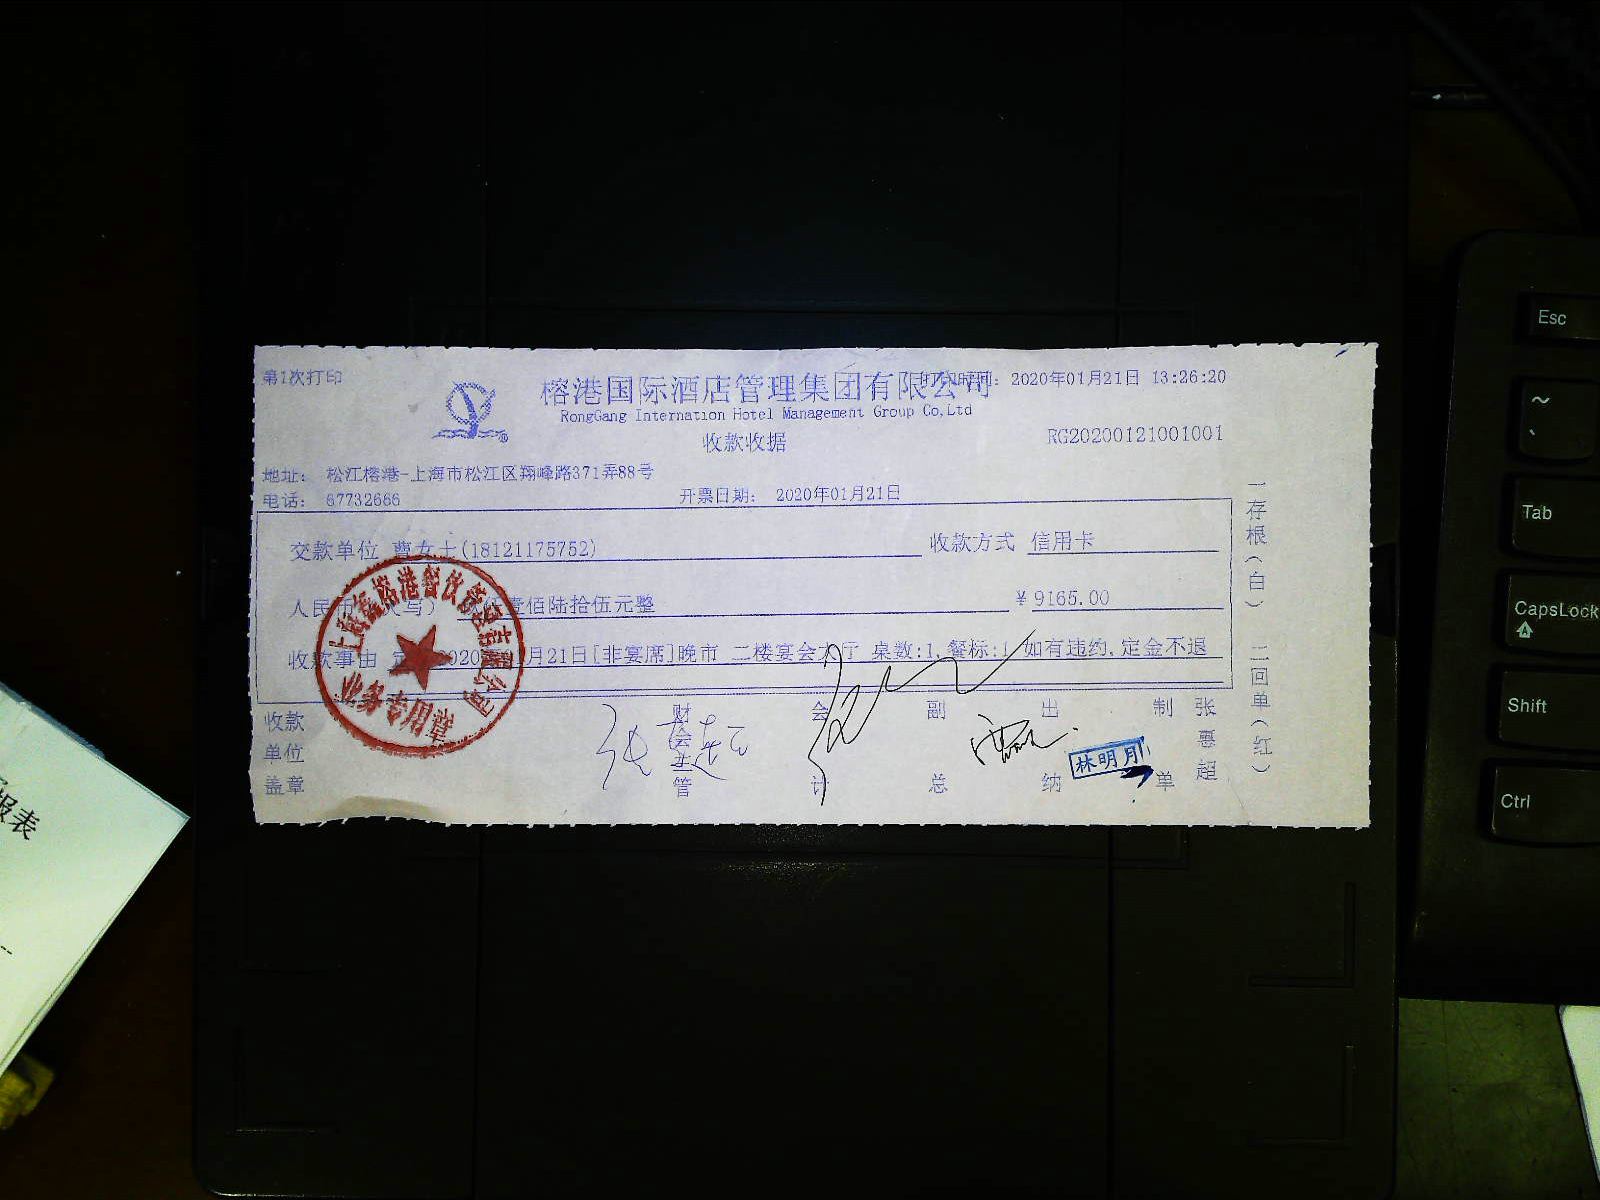 第1次打印
榕港国际酒店管理集团有限公司
打印时间: 2020年01月21日 13:26:20
RongGang Internation Hotel Management Group Co,Ltd
收款收据
RG20200121001001
地址: 松江榕港-上海市松江区翔峰路371弄88号
电话: 67732666
开票日期: 2020年01月21日
交款单位 曹女士(18121175752)
收款方式 信用卡
人民币 写) 壹佰陆拾伍元整
¥ 9165.00
收款事由 定 2020 月21日[非宴席]晚市 二楼宴会大厅 桌数:1,餐标:1 如有违约,定金不退
收款单位盖章
财会主管
会计
副总
出纳
制单
张惠超
林明月
一存根(白) 二回单(红)
业务专用章
报表
Esc
~
、
Tab
CapsLock
Shift
Ctrl